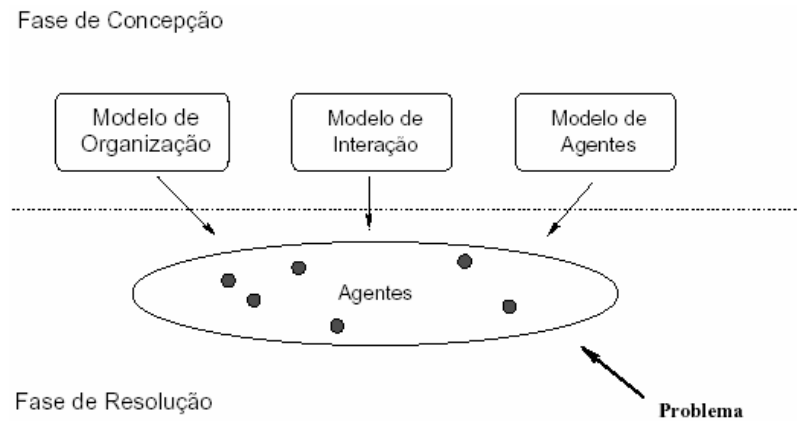 Fase de Concepção
Modelo de
Organização
Modelo de
Interação
Modelo de
Agentes
Agentes
Fase de Resolução
Problema